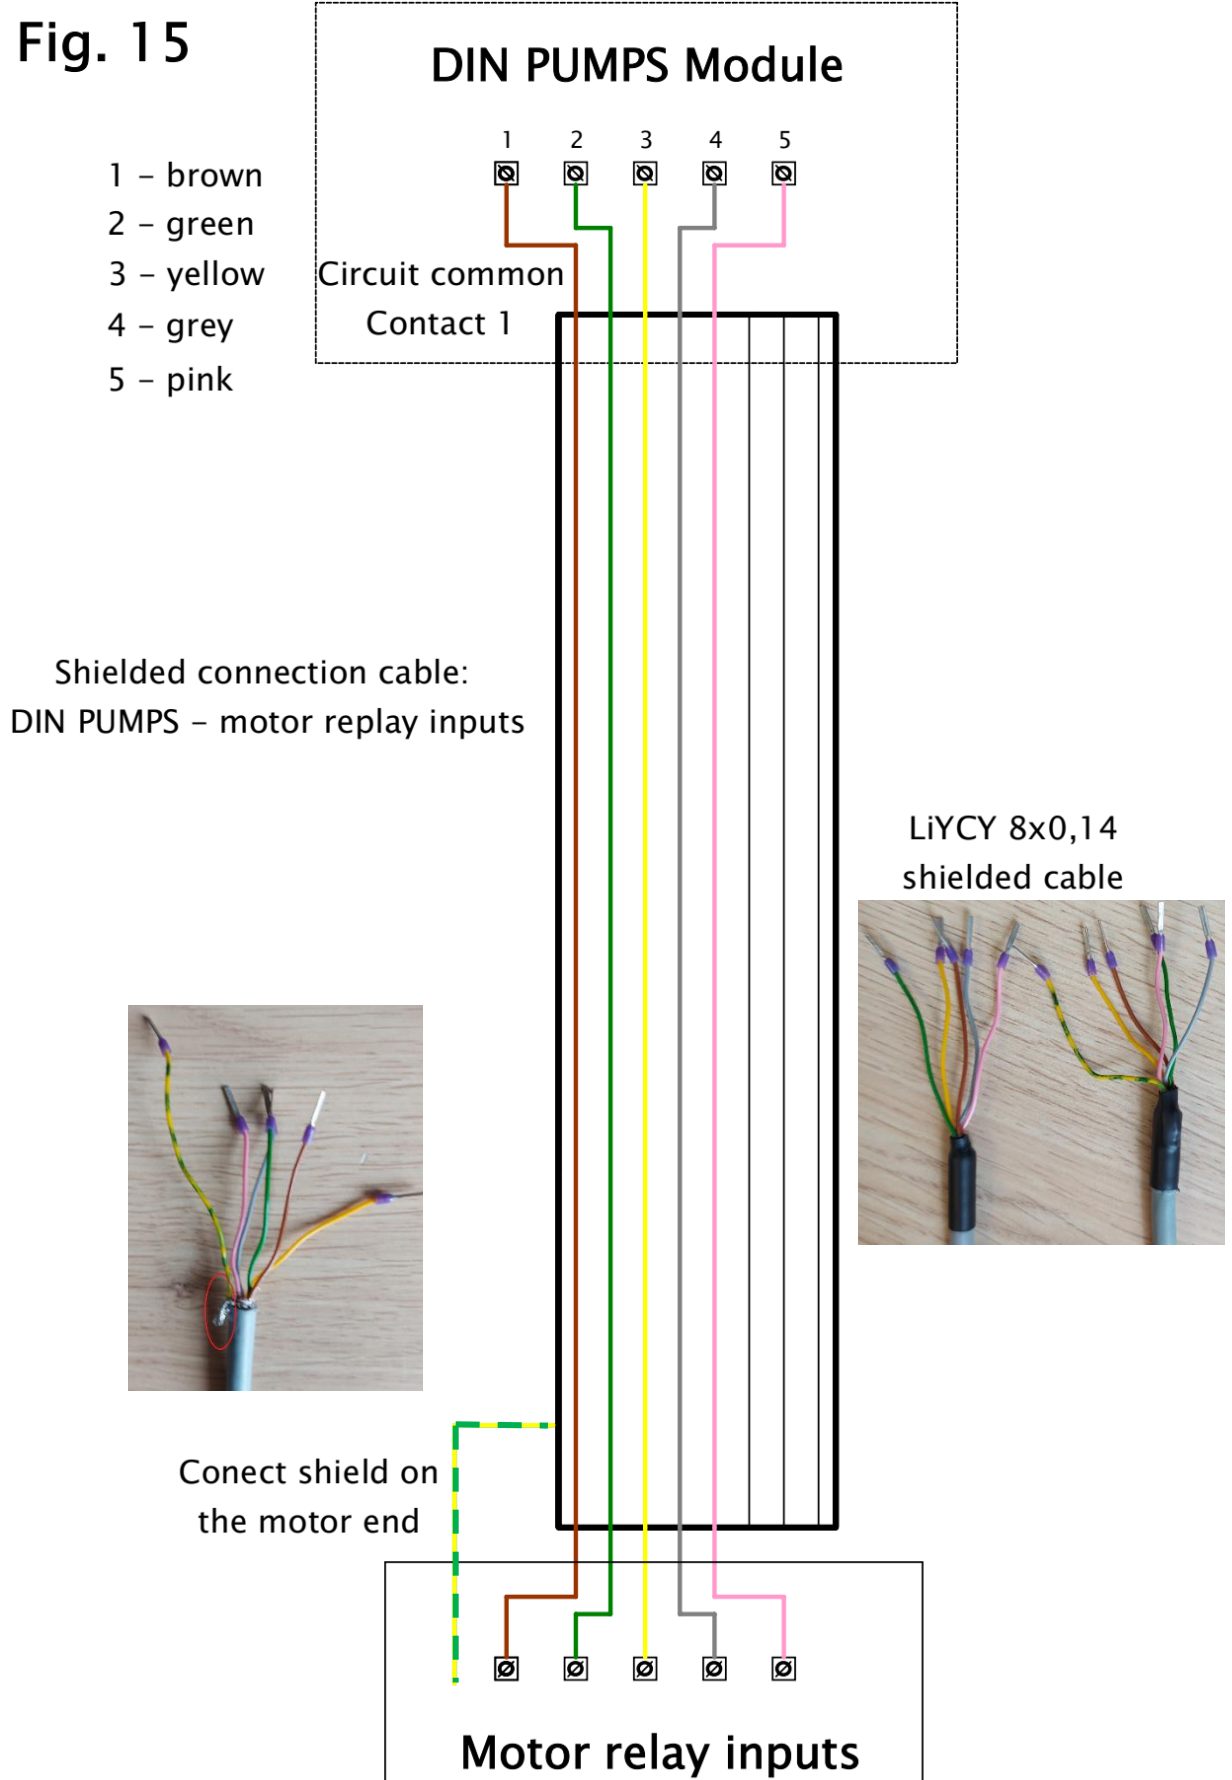 Fig. 15
DIN PUMPS Module
1 2 3 4 5
1 – brown
2 – green
3 – yellow
4 – grey
5 – pink
Circuit common
Contact 1
Shielded connection cable:
DIN PUMPS – motor replay inputs
LiYCY 8x0,14
shielded cable
Conect shield on
the motor end
Motor relay inputs